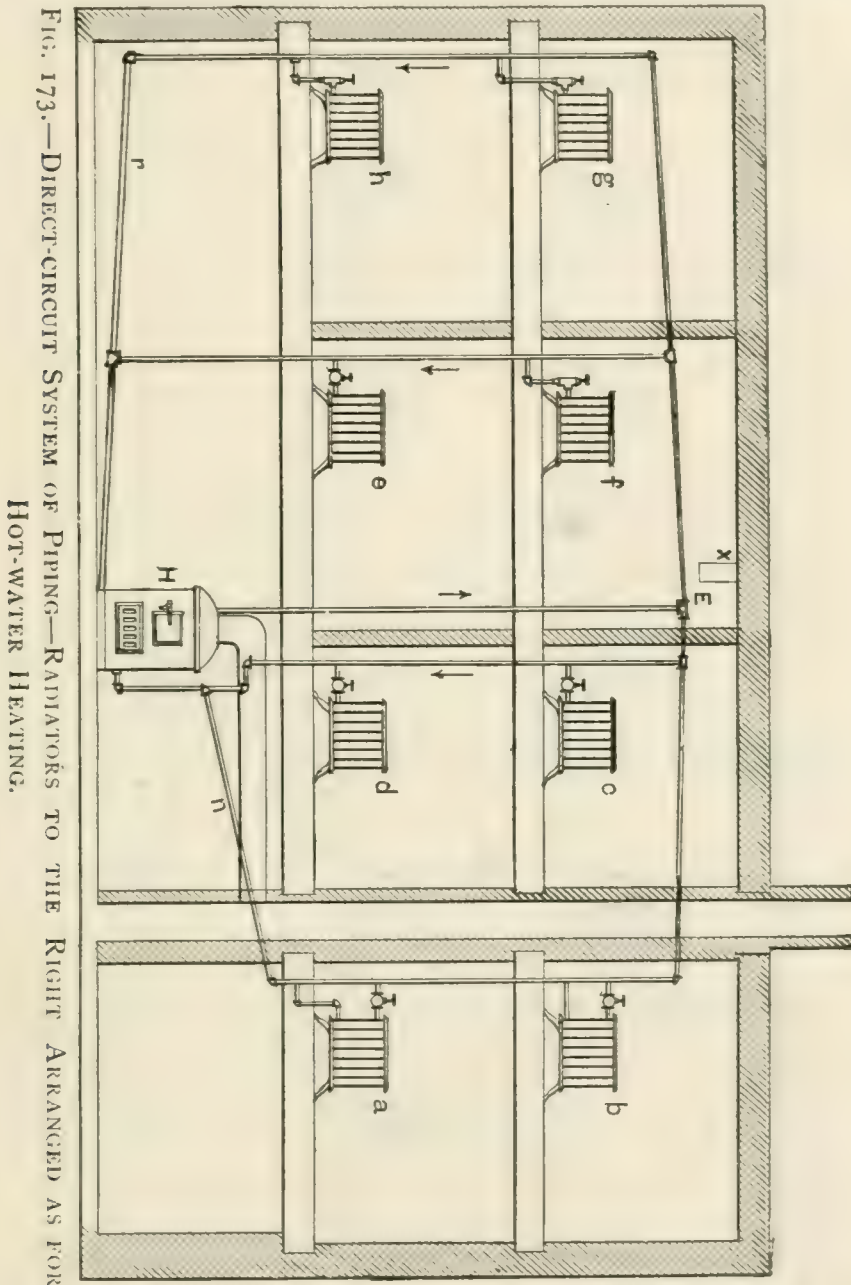 g
h
f
e
r
X
E
H
c
d
n
b
a
FIG. 173.—DIRECT-CIRCUIT SYSTEM OF PIPING—RADIATORS TO THE RIGHT ARRANGED AS FOR
HOT-WATER HEATING.